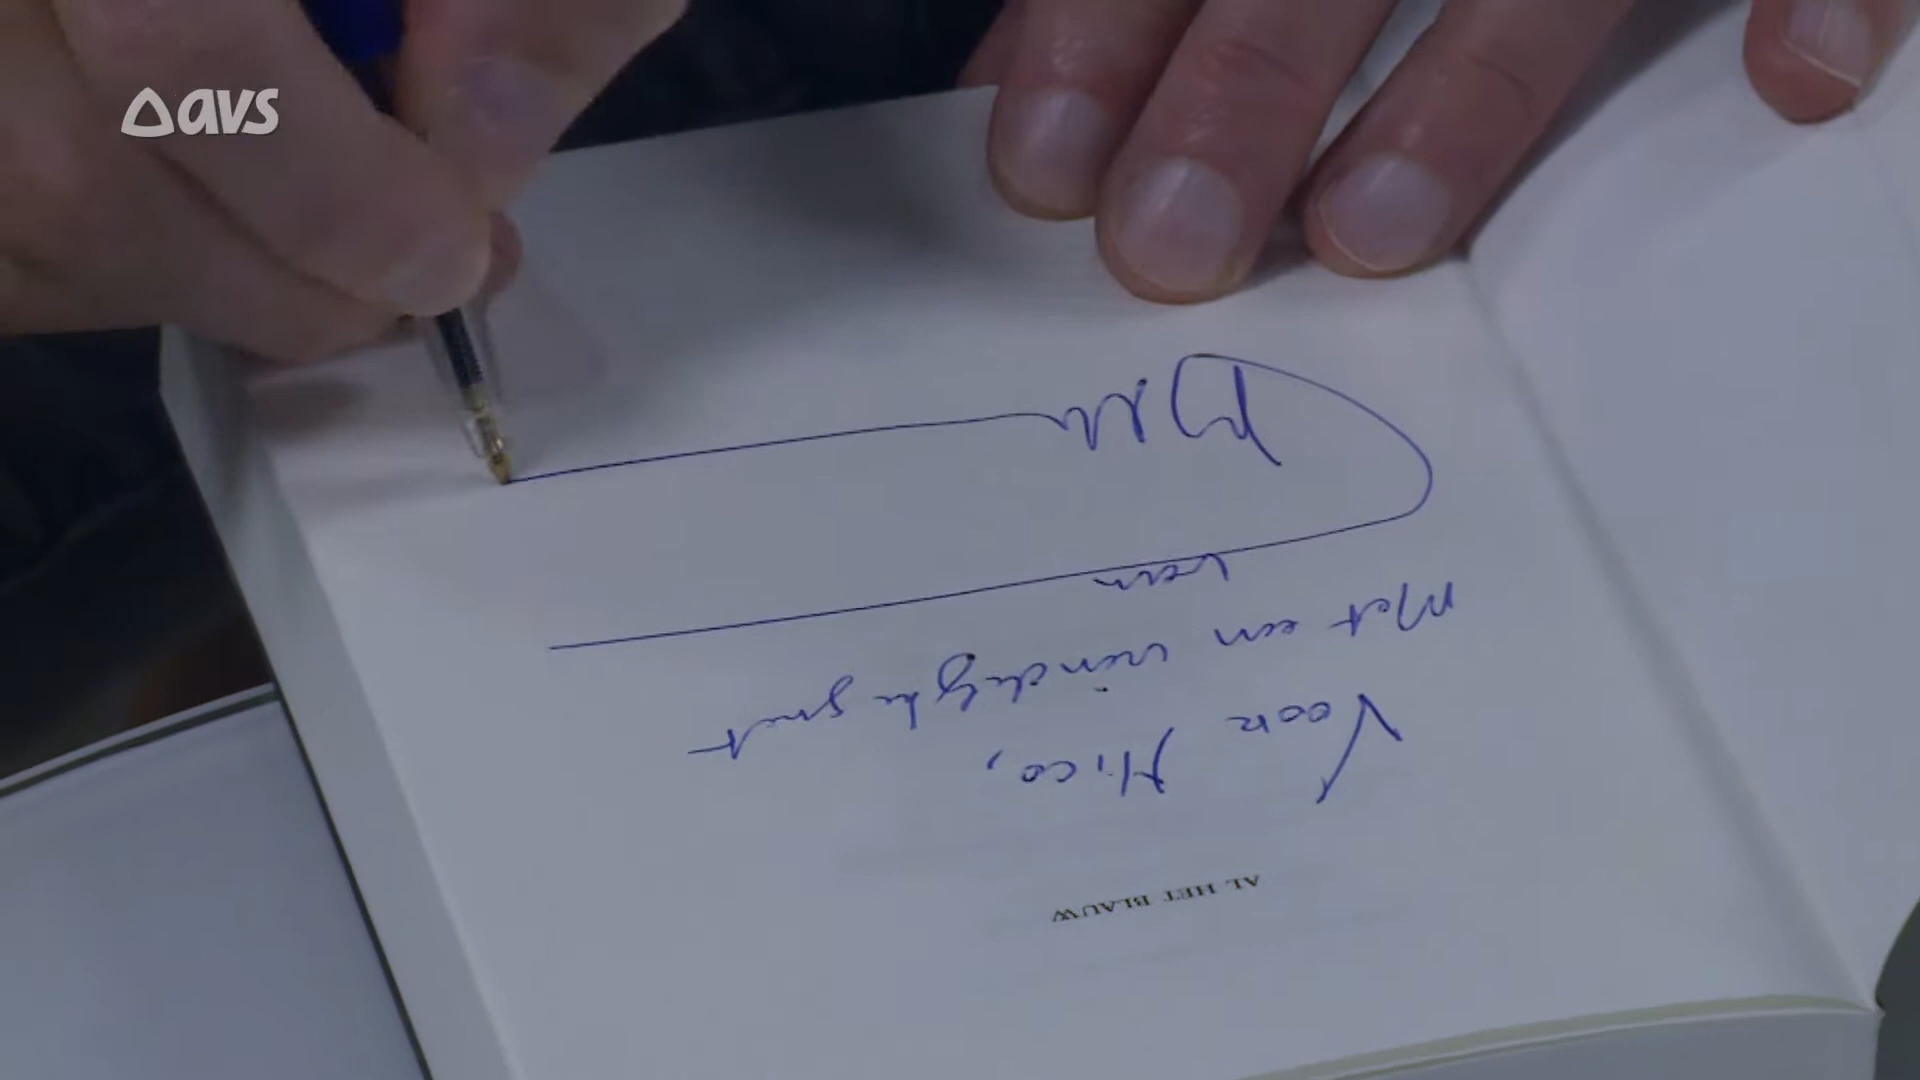 avs
AL HET BLAUW
Voor Nico,
Met een vriendelijke groet
van